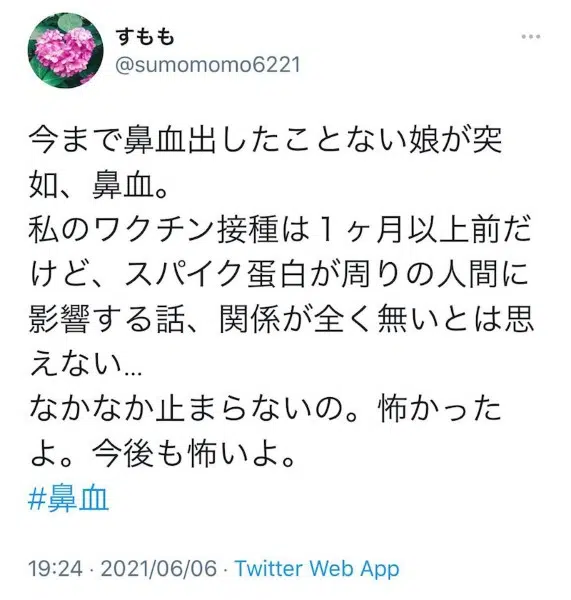 すもも
@sumomomo6221
今まで鼻血出したことない娘が突
如、鼻血。
私のワクチン接種は１ヶ月以上前だ
けど、スパイク蛋白が周りの人間に
影響する話、関係が全く無いとは思
えない...
なかなか止まらないの。怖かった
よ。今後も怖いよ。
#鼻血
19:24 · 2021/06/06 · Twitter Web App